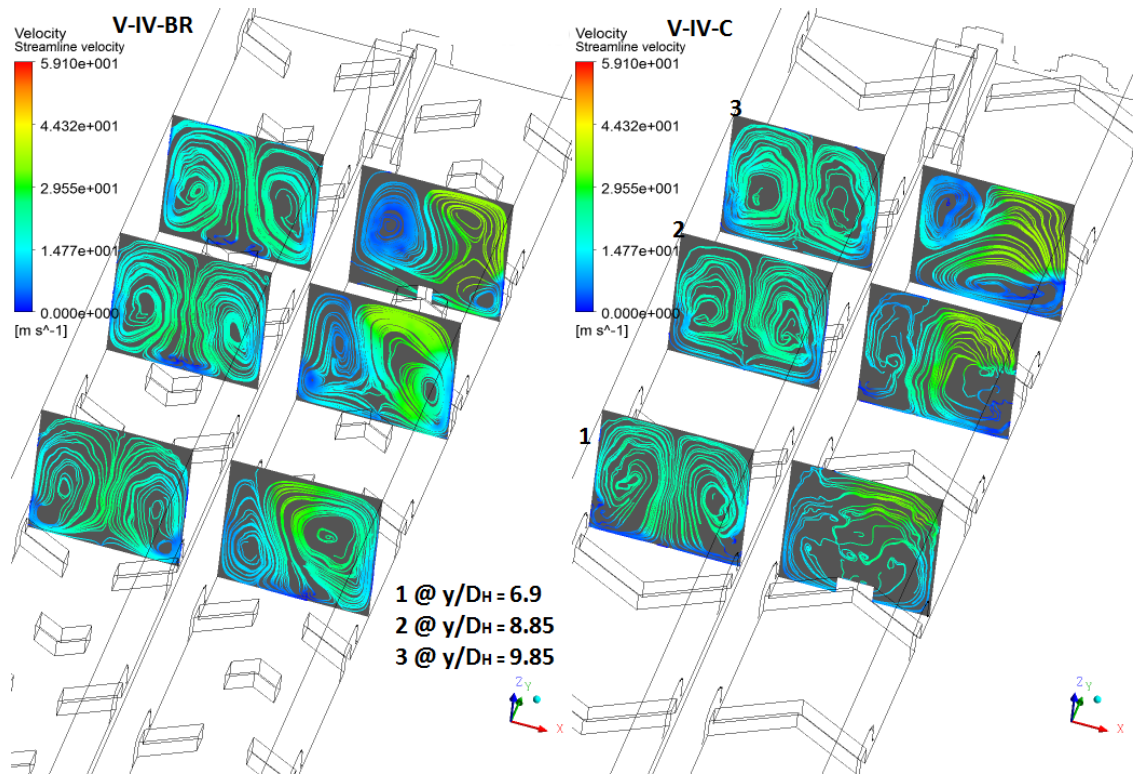 V-IV-BR
Velocity
Streamline velocity
5.910e+001
4.432e+001
2.955e+001
1.477e+001
0.000e+000
[m s^-1]
1 @ y/DH = 6.9
2 @ y/DH = 8.85
3 @ y/DH = 9.85
Z
Y
X
V-IV-C
Velocity
Streamline velocity
5.910e+001
4.432e+001
2.955e+001
1.477e+001
0.000e+000
[m s^-1]
3
2
1
Z
Y
X